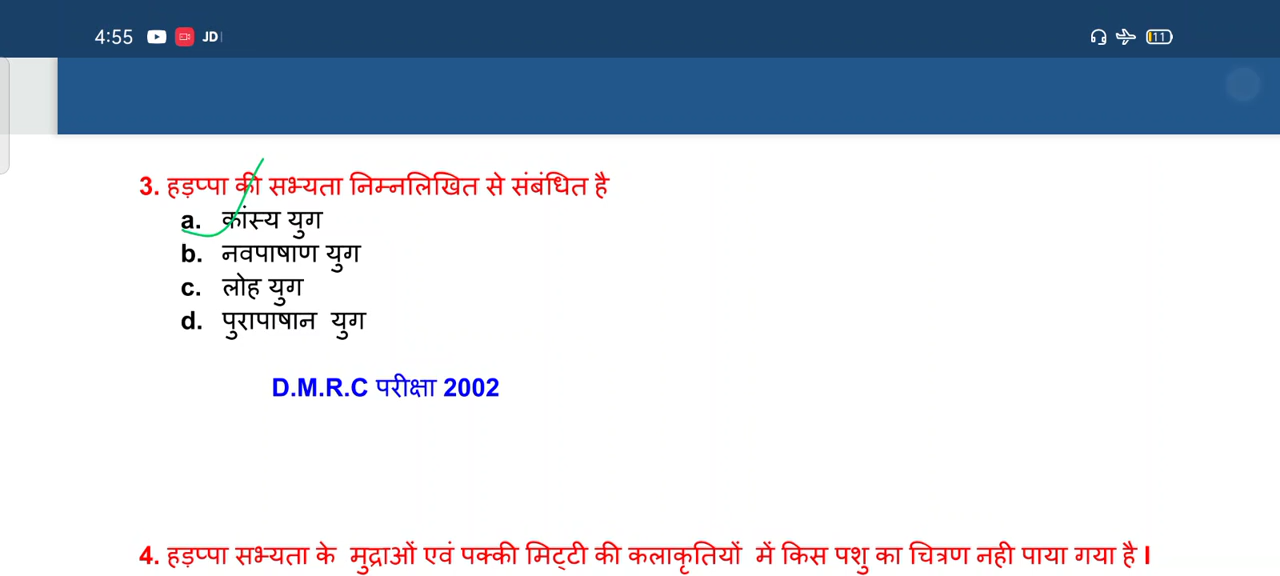 4:55 JD
11
3. हड़प्पा की सभ्यता निम्नलिखित से संबंधित है
a. कांस्य युग
b. नवपाषाण युग
c. लोह युग
d. पुरापाषान युग
D.M.R.C परीक्षा 2002
4. हड़प्पा सभ्यता के मुद्राओं एवं पक्की मिट्टी की कलाकृतियों में किस पशु का चित्रण नही पाया गया है l